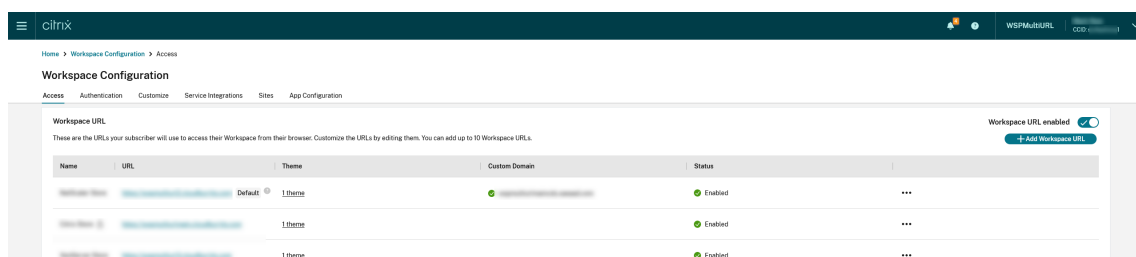 citrix
WSPMultiURL
CCID:
Home > Workspace Configuration > Access
Workspace Configuration
Access Authentication Customize Service Integrations Sites App Configuration
Workspace URL
Workspace URL enabled
These are the URLs your subscriber will use to access their Workspace from their browser. Customize the URLs by editing them. You can add up to 10 Workspace URLs.
+ Add Workspace URL
Name URL Theme Custom Domain Status
Default 1 theme Enabled
1 theme Enabled
1 theme Enabled